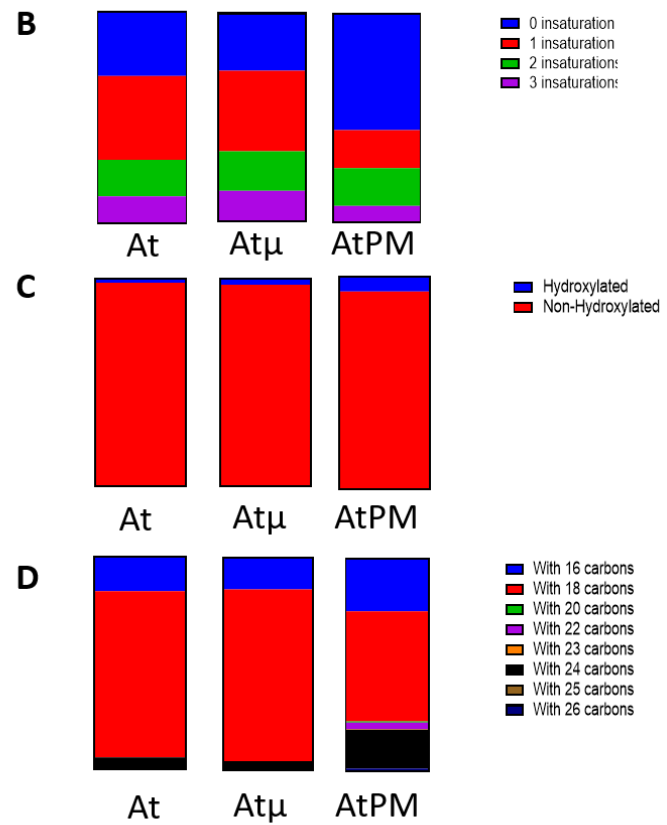 B
0 insaturation
1 insaturation
2 insaturations
3 insaturations
At Atμ AtPM
C
Hydroxylated
Non-Hydroxylated
At Atμ AtPM
D
With 16 carbons
With 18 carbons
With 20 carbons
With 22 carbons
With 23 carbons
With 24 carbons
With 25 carbons
With 26 carbons
At Atμ AtPM